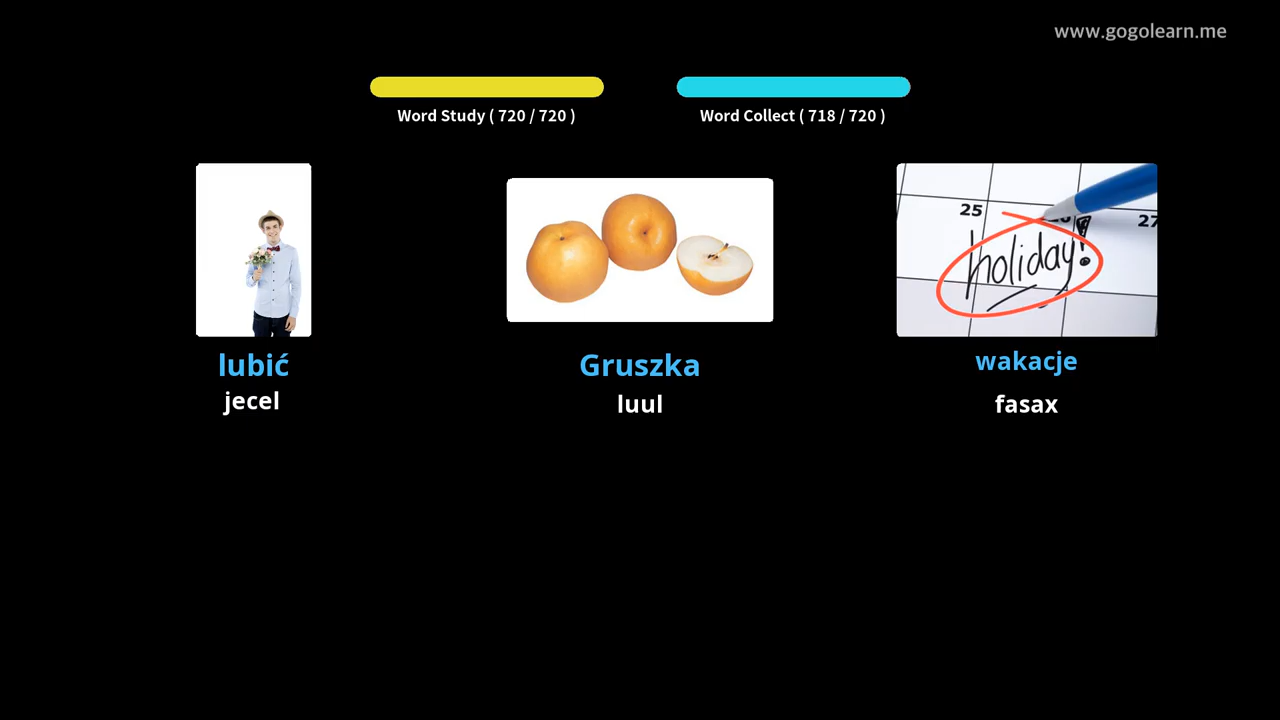 www.gogolearn.me
Word Study ( 720 / 720 )
Word Collect ( 718 / 720 )
25
27
holiday!
lubić
Gruszka
wakacje
jecel
luul
fasax